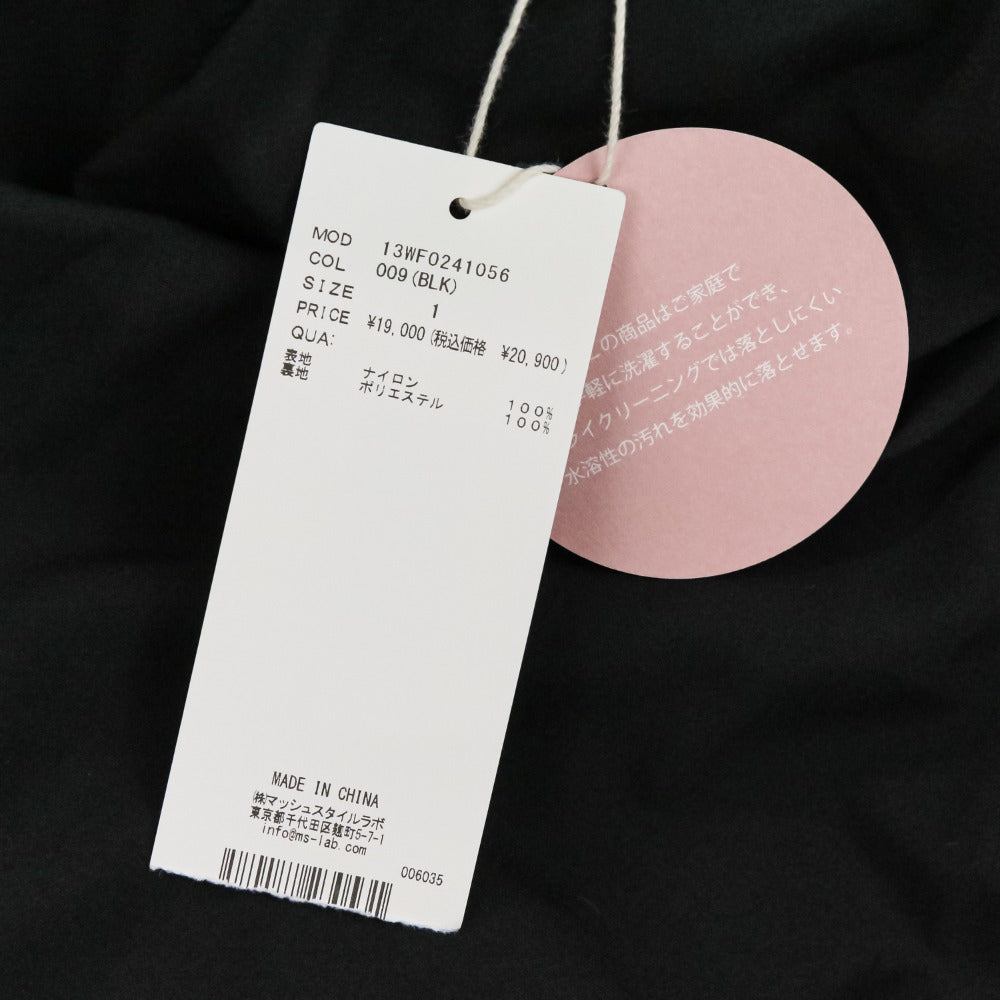 MOD 13WF0241056
COL 009(BLK)
SIZE 1
PRICE ¥19,000(税込価格 ¥20,900)
QUA:
表地 ナイロン 100%
裏地 ポリエステル 100%
MADE IN CHINA
(株)マッシュスタイルラボ
東京都千代田区麹町5-7-1
info@ms-lab.com
006035
の商品はご家庭で
軽に洗濯することができ、
イクリーニングでは落としにくい
水溶性の汚れを効果的に落とせます。